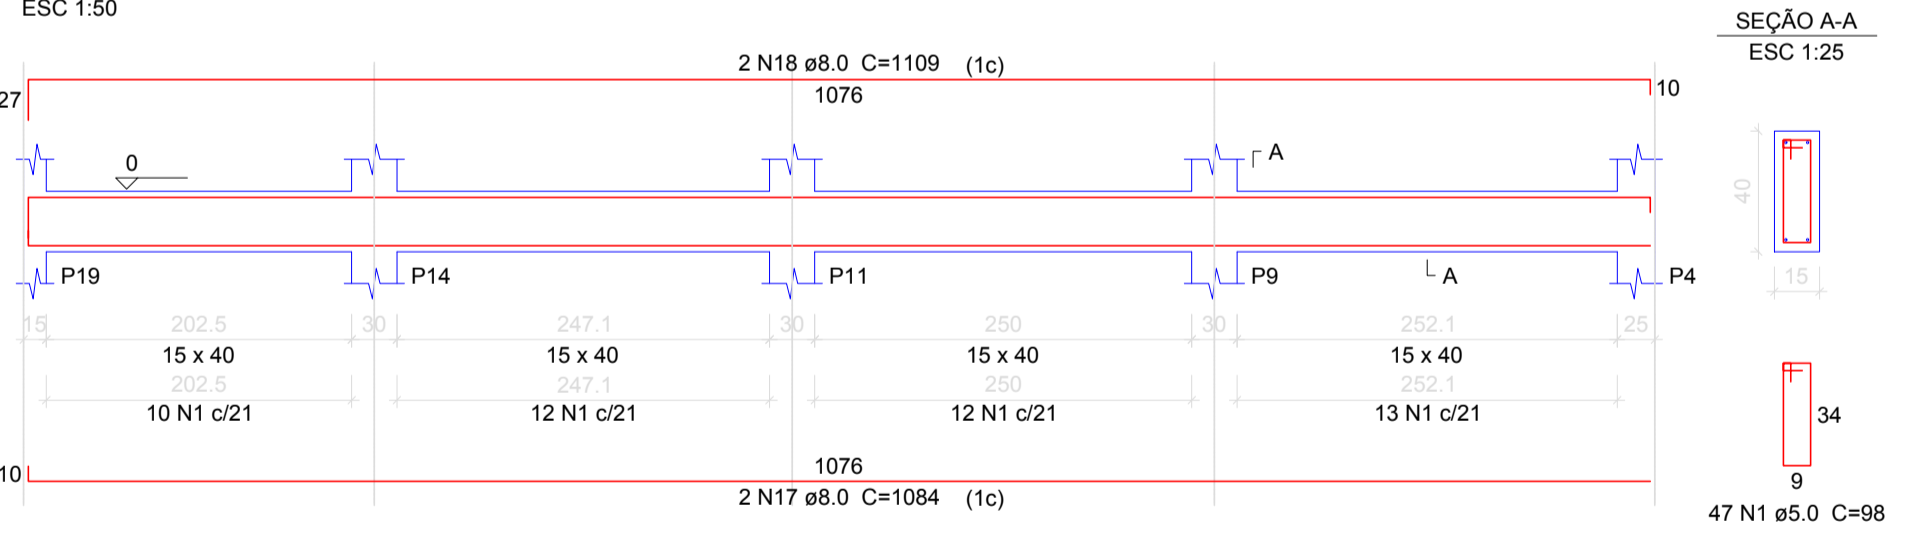 ESC 1:50
SEÇÃO A-A
ESC 1:25
2 N18 ø8.0 C=1109 (1c)
27
1076
10
A
0
40
P19
P14
P11
P9
A
P4
15
15
202.5
30
247.1
30
250
30
252.1
25
15 x 40
15 x 40
15 x 40
15 x 40
202.5
247.1
250
252.1
10 N1 c/21
12 N1 c/21
12 N1 c/21
13 N1 c/21
34
10
1076
9
2 N17 ø8.0 C=1084 (1c)
47 N1 ø5.0 C=98